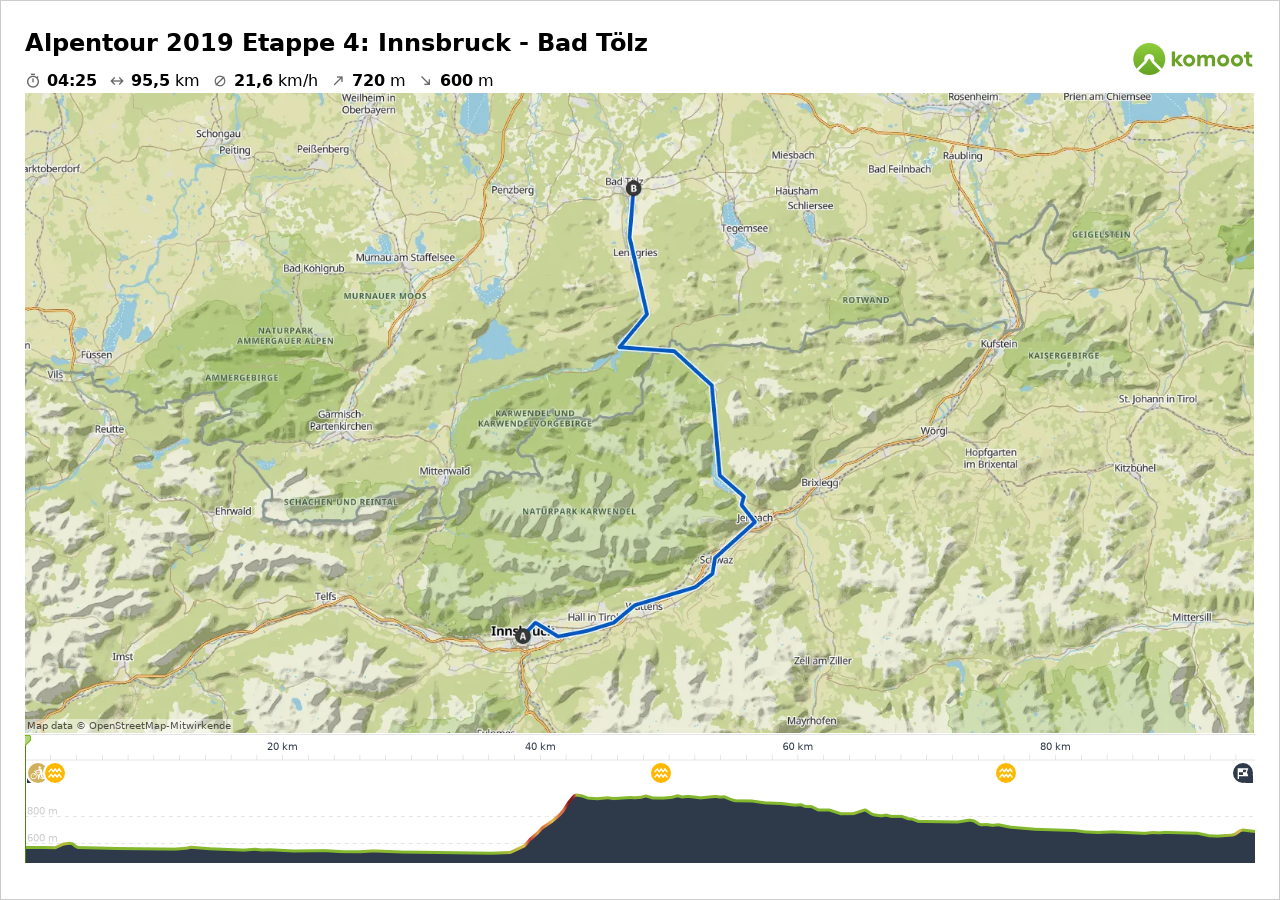 Alpentour 2019 Etappe 4: Innsbruck - Bad Tölz
04:25 95,5 km 21,6 km/h 720 m 600 m
komoot
Weilheim in
Oberbayern
Rosenheim
Prien am Chiemsee
Schongau
Peiting
Peißenberg
Miesbach
Raubling
Bad Feilnbach
arktoberdorf
Penzberg
Bad Tölz
B
Hausham
Schliersee
Tegernsee
GEIGELSTEIN
Murnau am Staffelsee
Lenggries
Bad Kohlgrub
MURNAUER MOOS
ROTWAND
NATURPARK
AMMERGAUER ALPEN
n
Füssen
Kufstein
KAISERGEBIRGE
Vils
AMMERGEBIRGE
St. Johann in Tirol
Garmisch-
Partenkirchen
KARWENDEL UND
KARWENDELVORGEBIRGE
Reutte
Wörgl
Hopfgarten
im Brixental
Kitzbühel
Mittenwald
Brixlegg
SCHACHEN UND REINTAL
Ehrwald
NATURPARK KARWENDEL
Jenbach
Schwaz
Telfs
Wattens
Hall in Tirol
Mittersill
Innsbruck
A
Imst
Zell am Ziller
Mayrhofen
Map data © OpenStreetMap-Mitwirkende
20 km 40 km 60 km 80 km
800 m
600 m